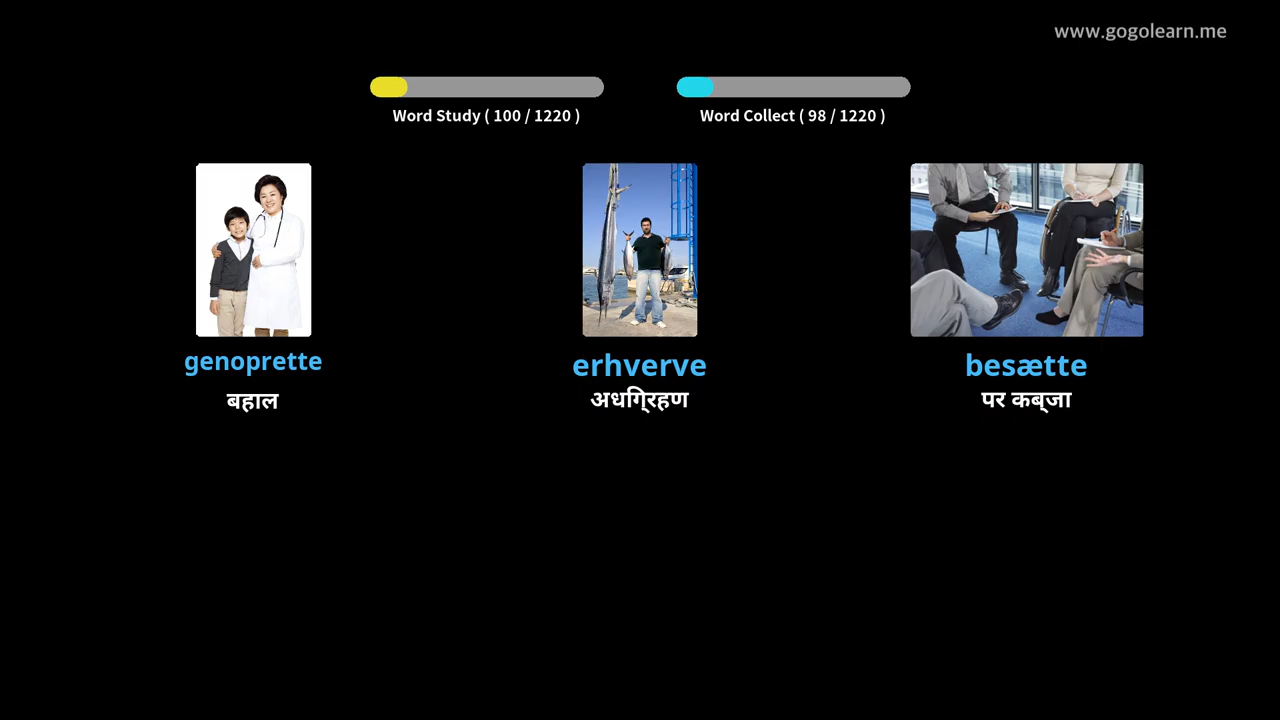 www.gogolearn.me
Word Study ( 100 / 1220 )
Word Collect ( 98 / 1220 )
genoprette
erhverve
besætte
बहाल
अधिग्रहण
पर कब्जा